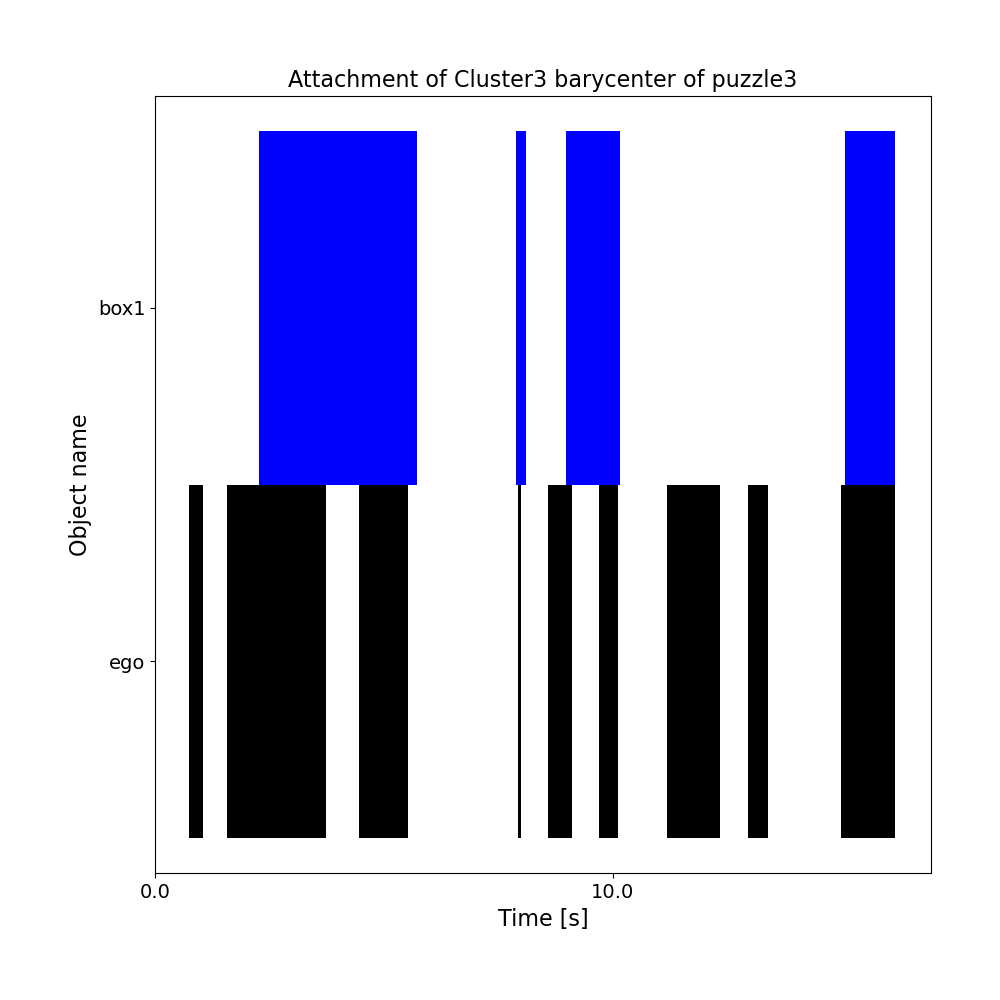 Attachment of Cluster3 barycenter of puzzle3
box1
Object name
ego
0.0
10.0
Time [s]